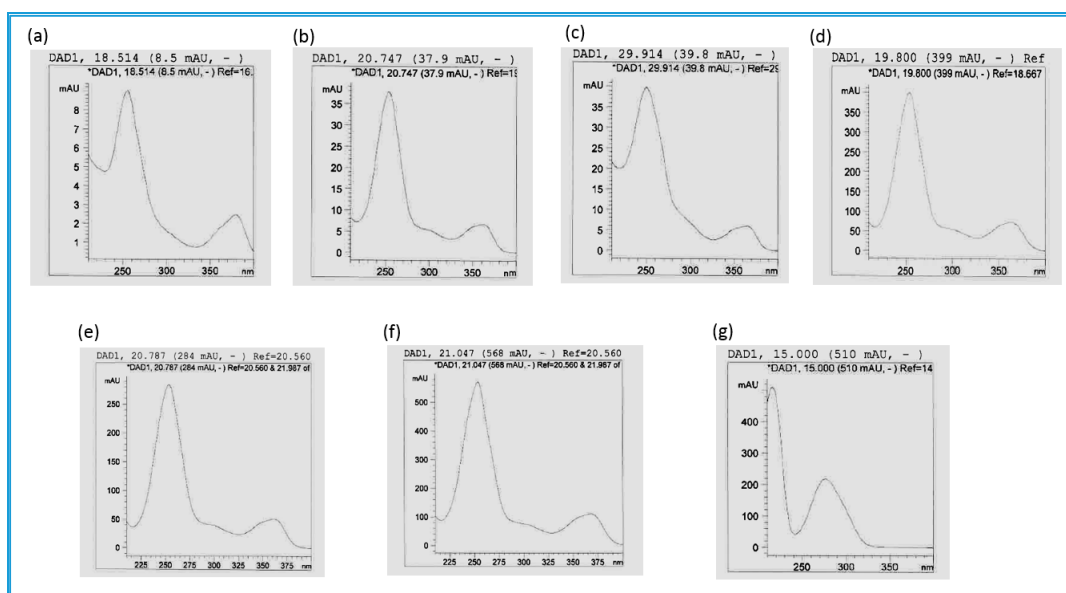 (a)
DAD1, 18.514 (8.5 mAU, - )
*DAD1, 18.514 (8.5 mAU, - ) Ref=16.
mAU
8
7
6
5
4
3
2
1
250 300 350 nm
(b)
DAD1, 20.747 (37.9 mAU, - )
*DAD1, 20.747 (37.9 mAU, - ) Ref=19
mAU
35
30
25
20
15
10
5
0
250 300 350 nm
(c)
DAD1, 29.914 (39.8 mAU, - )
*DAD1, 29.914 (39.8 mAU, - ) Ref=29
mAU
40
35
30
25
20
15
10
5
0
250 300 350 nm
(d)
DAD1, 19.800 (399 mAU, - ) Ref
*DAD1, 19.800 (399 mAU, - ) Ref=18.667
mAU
400
350
300
250
200
150
100
50
0
250 300 350 nm
(e)
DAD1, 20.787 (284 mAU, - ) Ref=20.560
*DAD1, 20.787 (284 mAU, - ) Ref=20.560 & 21.987 of
mAU
250
200
150
100
50
0
225 250 275 300 325 350 375 nm
(f)
DAD1, 21.047 (568 mAU, - ) Ref=20.560
*DAD1, 21.047 (568 mAU, - ) Ref=20.560 & 21.987 of
mAU
500
400
300
200
100
0
225 250 275 300 325 350 375 nm
(g)
DAD1, 15.000 (510 mAU, - )
*DAD1, 15.000 (510 mAU, - ) Ref=14
mAU
400
300
200
100
0
250 300 350 nm